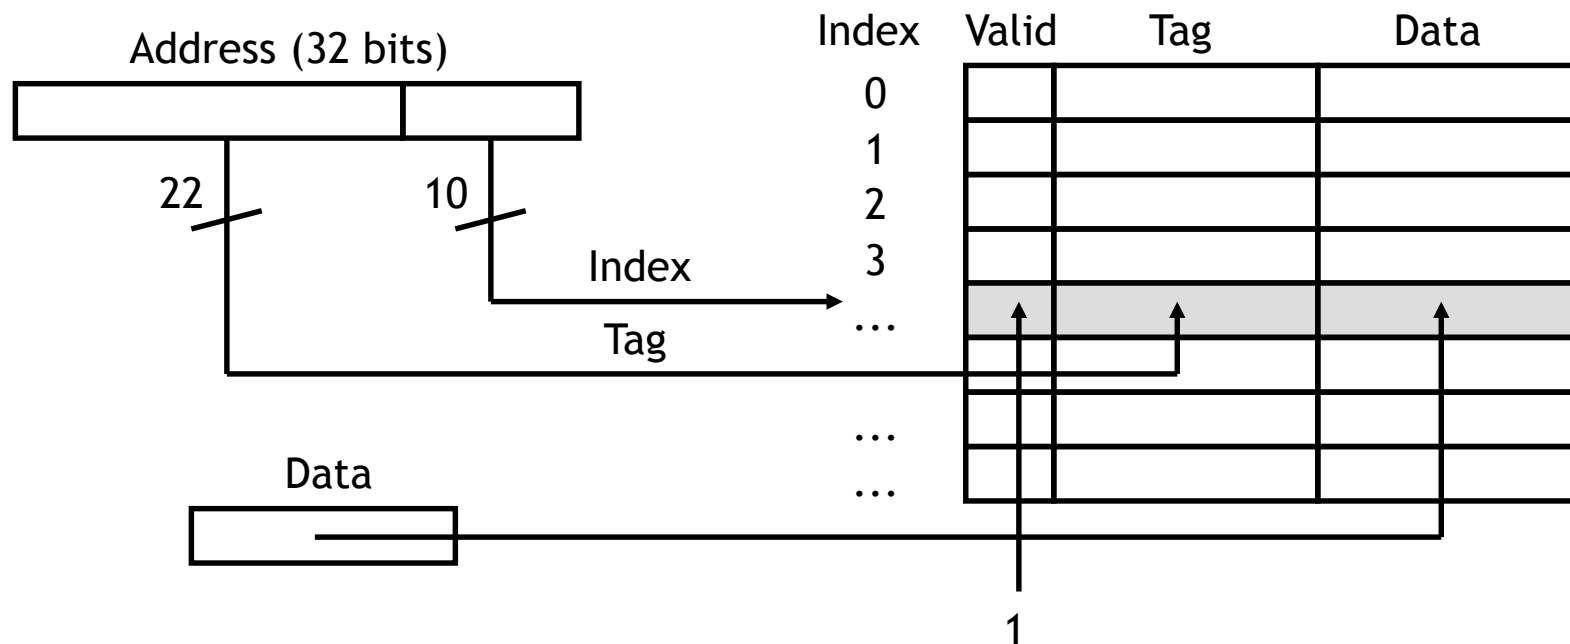 Address (32 bits)
Index Valid Tag Data
0
1
22 10
2
3
Index
...
Tag
...
Data
...
1